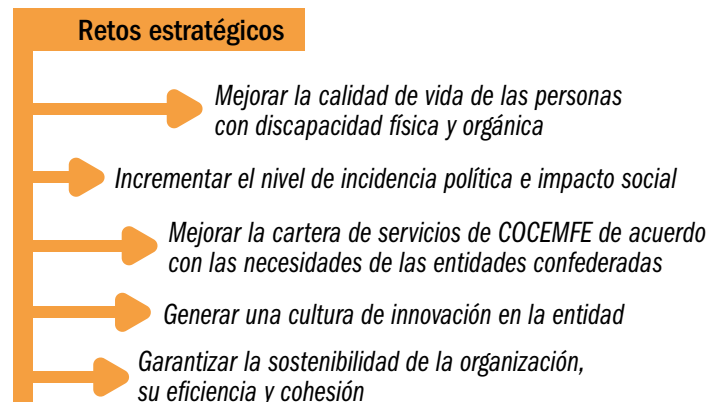 Retos estratégicos
Mejorar la calidad de vida de las personas
con discapacidad física y orgánica
Incrementar el nivel de incidencia política e impacto social
Mejorar la cartera de servicios de COCEMFE de acuerdo
con las necesidades de las entidades confederadas
Generar una cultura de innovación en la entidad
Garantizar la sostenibilidad de la organización,
su eficiencia y cohesión